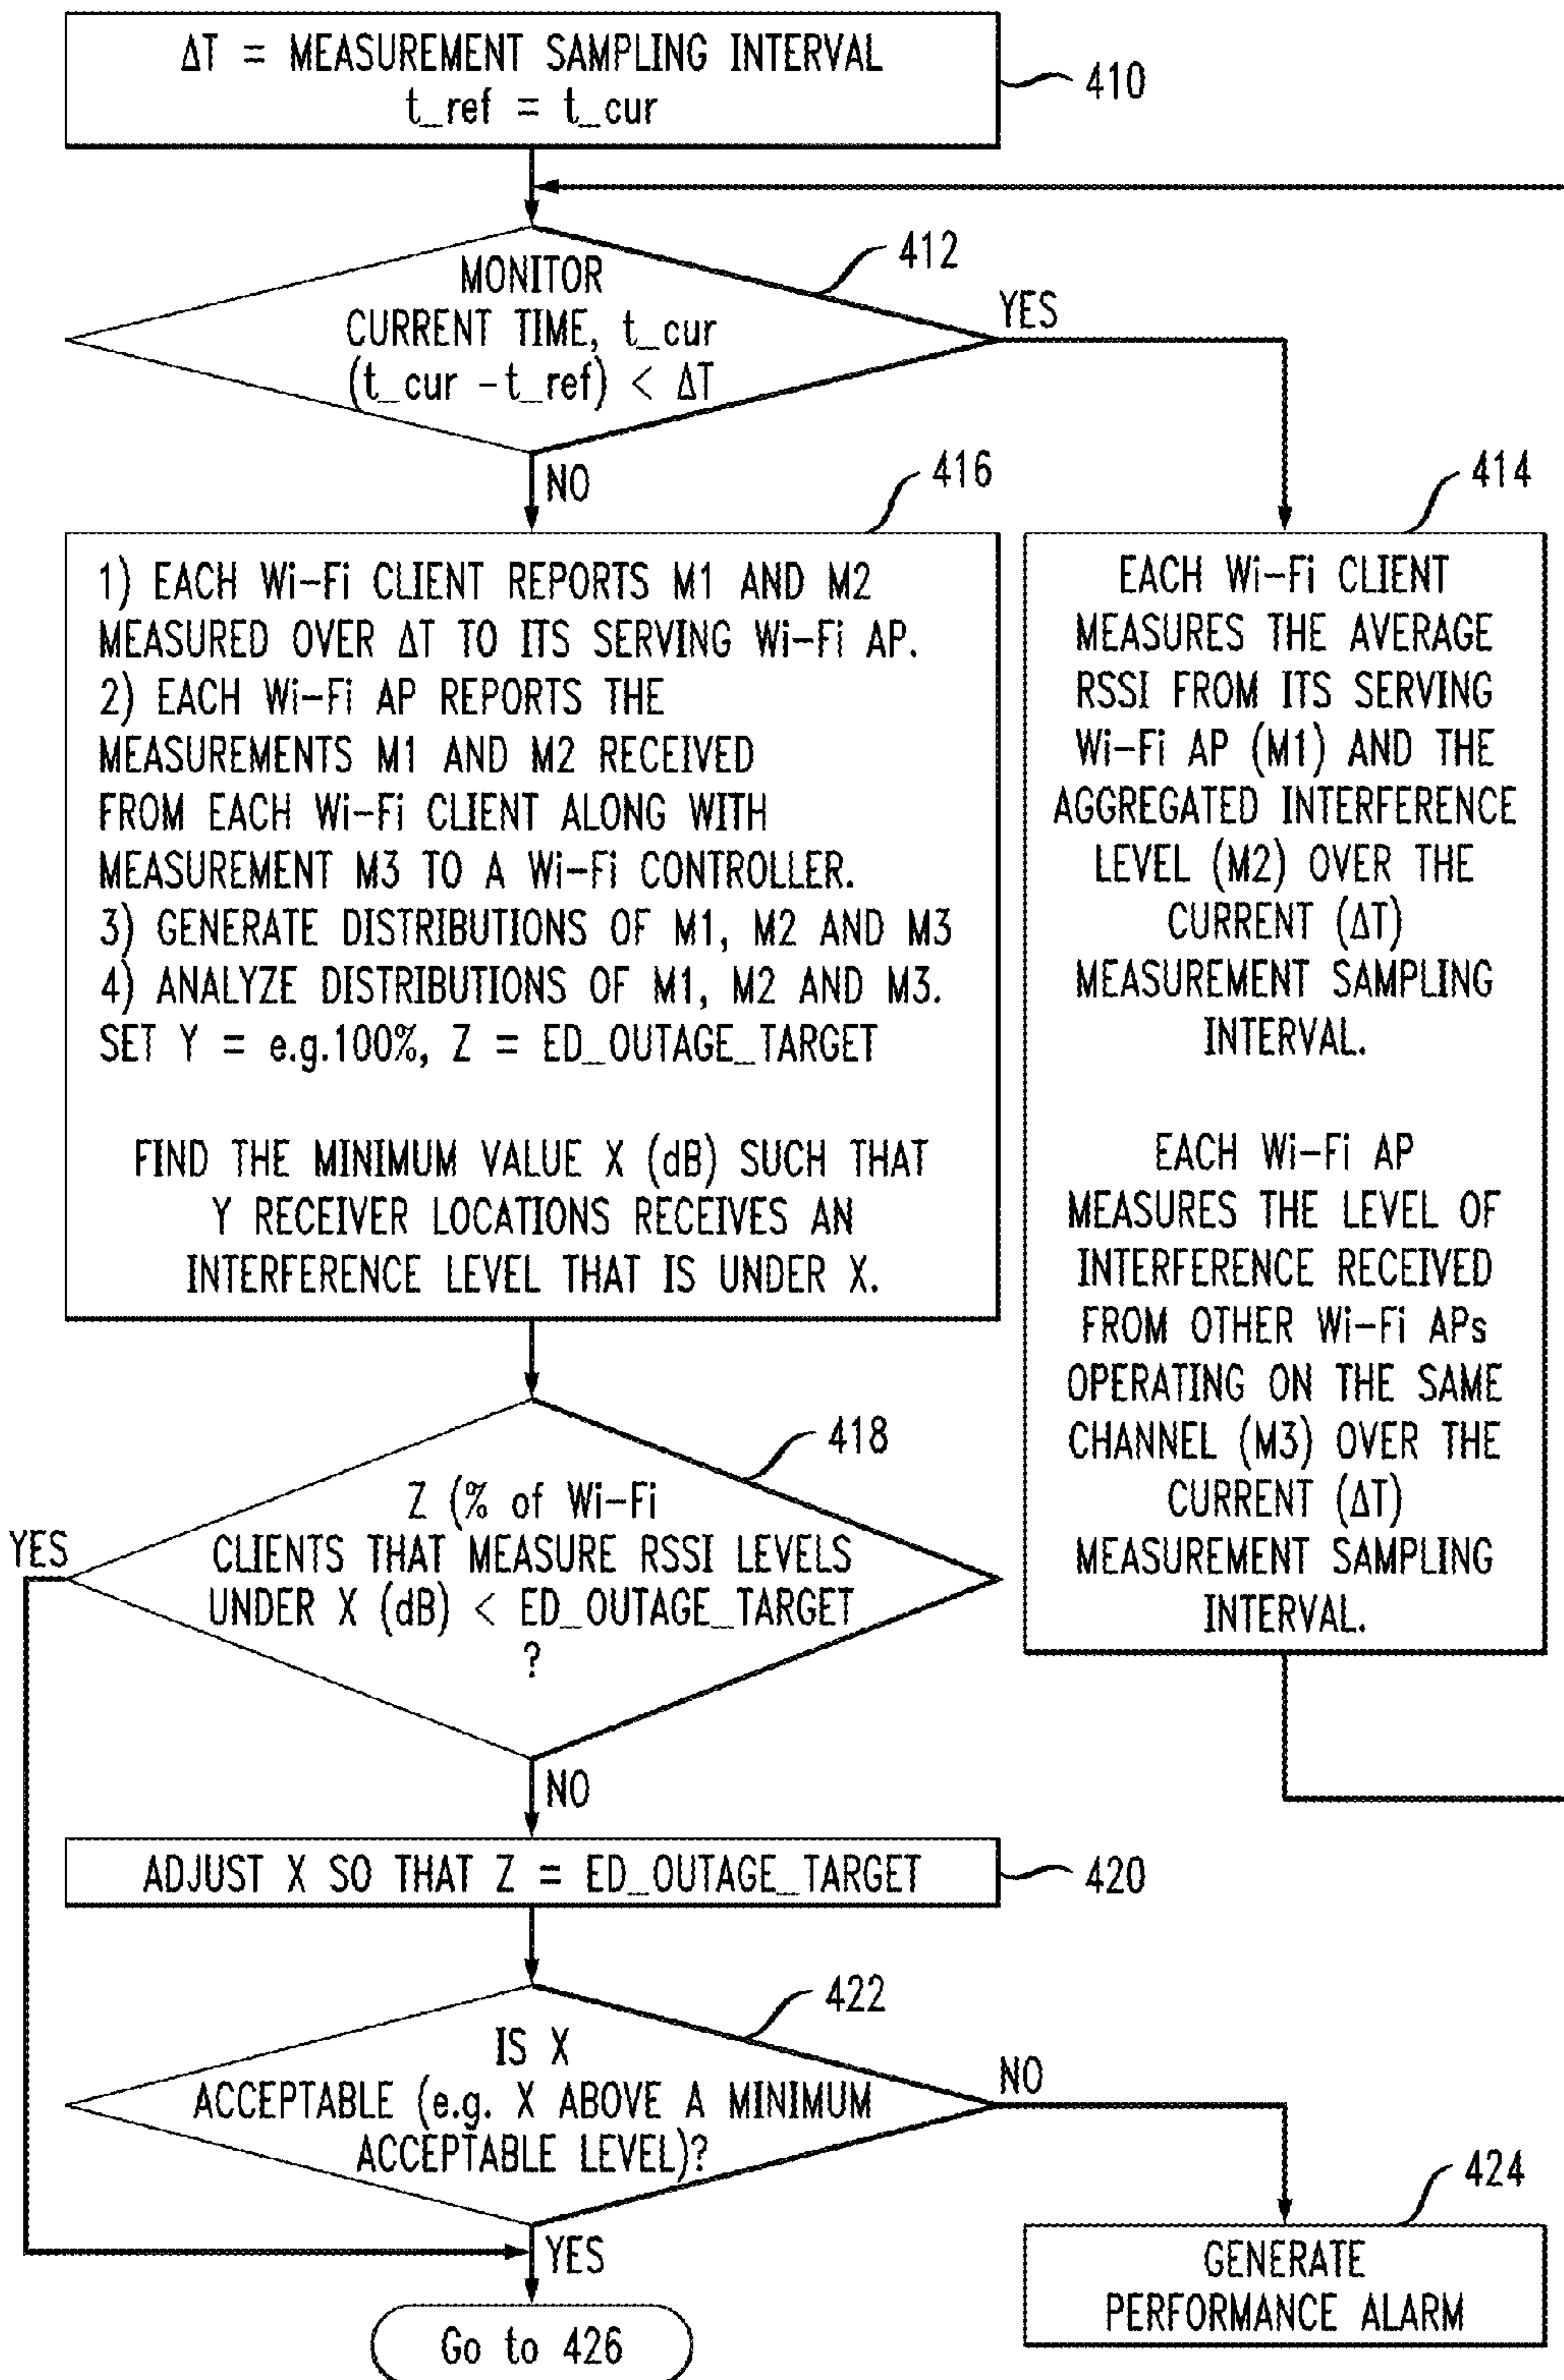 ΔT = MEASUREMENT SAMPLING INTERVAL
t_ref = t_cur
410
MONITOR
CURRENT TIME, t_cur
(t_cur -t_ref) < ΔT
412
YES
NO
416
1) EACH Wi-Fi CLIENT REPORTS M1 AND M2
MEASURED OVER ΔT TO ITS SERVING Wi-Fi AP.
2) EACH Wi-Fi AP REPORTS THE
MEASUREMENTS M1 AND M2 RECEIVED
FROM EACH Wi-Fi CLIENT ALONG WITH
MEASUREMENT M3 TO A Wi-Fi CONTROLLER.
3) GENERATE DISTRIBUTIONS OF M1, M2 AND M3
4) ANALYZE DISTRIBUTIONS OF M1, M2 AND M3.
SET Y = e.g.100%, Z = ED_OUTAGE_TARGET
FIND THE MINIMUM VALUE X (dB) SUCH THAT
Y RECEIVER LOCATIONS RECEIVES AN
INTERFERENCE LEVEL THAT IS UNDER X.
414
EACH Wi-Fi CLIENT
MEASURES THE AVERAGE
RSSI FROM ITS SERVING
Wi-Fi AP (M1) AND THE
AGGREGATED INTERFERENCE
LEVEL (M2) OVER THE
CURRENT (ΔT)
MEASUREMENT SAMPLING
INTERVAL.
EACH Wi-Fi AP
MEASURES THE LEVEL OF
INTERFERENCE RECEIVED
FROM OTHER Wi-Fi APs
OPERATING ON THE SAME
CHANNEL (M3) OVER THE
CURRENT (ΔT)
MEASUREMENT SAMPLING
INTERVAL.
418
Z (% of Wi-Fi
CLIENTS THAT MEASURE RSSI LEVELS
UNDER X (dB) < ED_OUTAGE_TARGET
?
YES
NO
ADJUST X SO THAT Z = ED_OUTAGE_TARGET
420
422
IS X
ACCEPTABLE (e.g. X ABOVE A MINIMUM
ACCEPTABLE LEVEL)?
NO
YES
424
GENERATE
PERFORMANCE ALARM
Go to 426